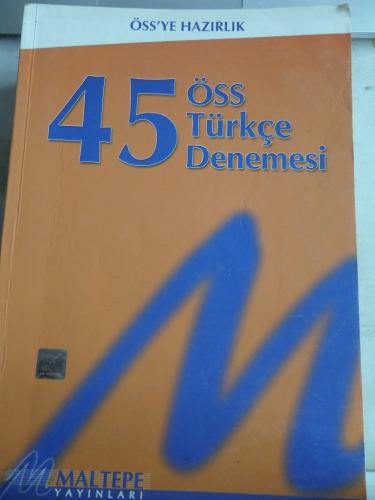 ÖSS'YE HAZIRLIK
45
ÖSS
Türkçe
Denemesi
MALTEPE
YAYINLARI